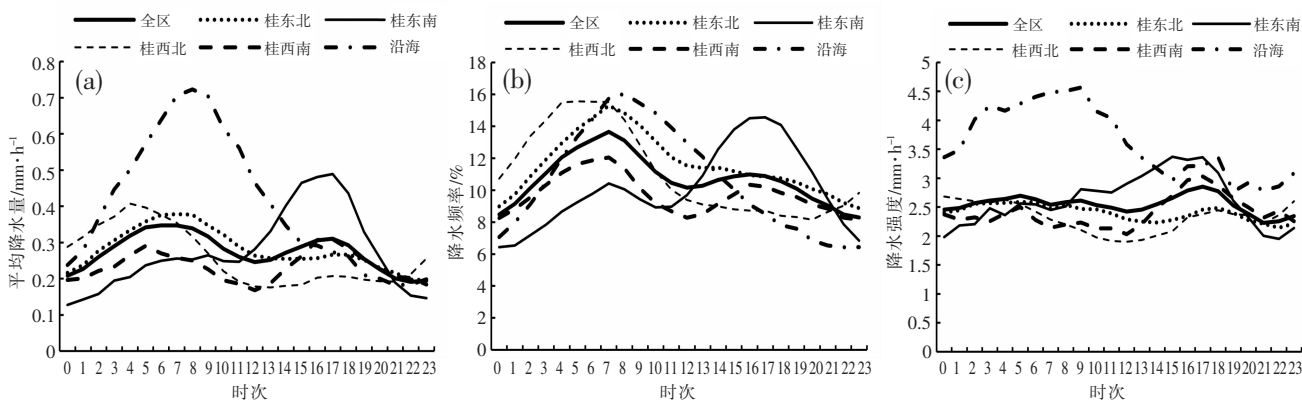 全区 桂东北 桂东南
桂西北 桂西南 沿海
(a)
平均降水量/mm·h⁻¹
0.8
0.7
0.6
0.5
0.4
0.3
0.2
0.1
0
0 1 2 3 4 5 6 7 8 9 10 11 12 13 14 15 16 17 18 19 20 21 22 23
时次
全区 桂东北 桂东南
桂西北 桂西南 沿海
(b)
降水频率/%
18
16
14
12
10
8
6
4
2
0
0 1 2 3 4 5 6 7 8 9 10 11 12 13 14 15 16 17 18 19 20 21 22 23
时次
全区 桂东北 桂东南
桂西北 桂西南 沿海
(c)
降水强度/mm·h⁻¹
5
4.5
4
3.5
3
2.5
2
1.5
1
0.5
0
0 1 2 3 4 5 6 7 8 9 10 11 12 13 14 15 16 17 18 19 20 21 22 23
时次